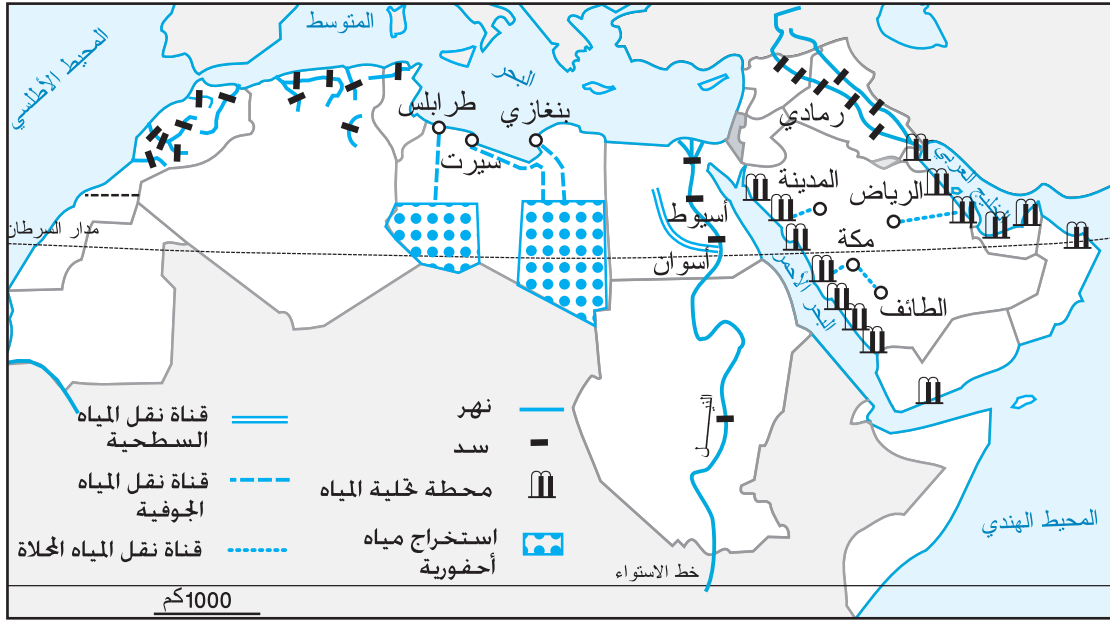 المحيط الأطلسي
المتوسط
البحر
طرابلس
بنغازي
سيرت
رمادي
الخليج العربي
المدينة
الرياض
أسيوط
مكة
مدار السرطان
أسوان
البحر الأحمر
الطائف
النيل
نهر
سد
محطة تحلية المياه
استخراج مياه
أحفورية
قناة نقل المياه
السطحية
قناة نقل المياه
الجوفية
قناة نقل المياه المحلاة
المحيط الهندي
خط الاستواء
1000كم